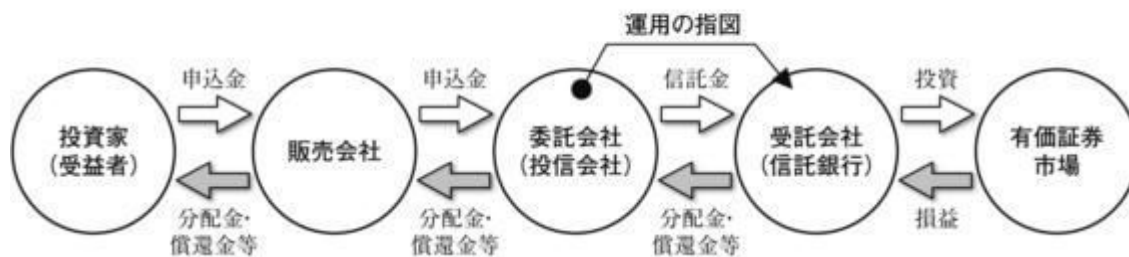 運用の指図
申込金
申込金
信託金
投資
投資家
(受益者)
販売会社
委託会社
(投信会社)
受託会社
(信託銀行)
有価証券
市場
分配金・
償還金等
分配金・
償還金等
分配金・
償還金等
損益